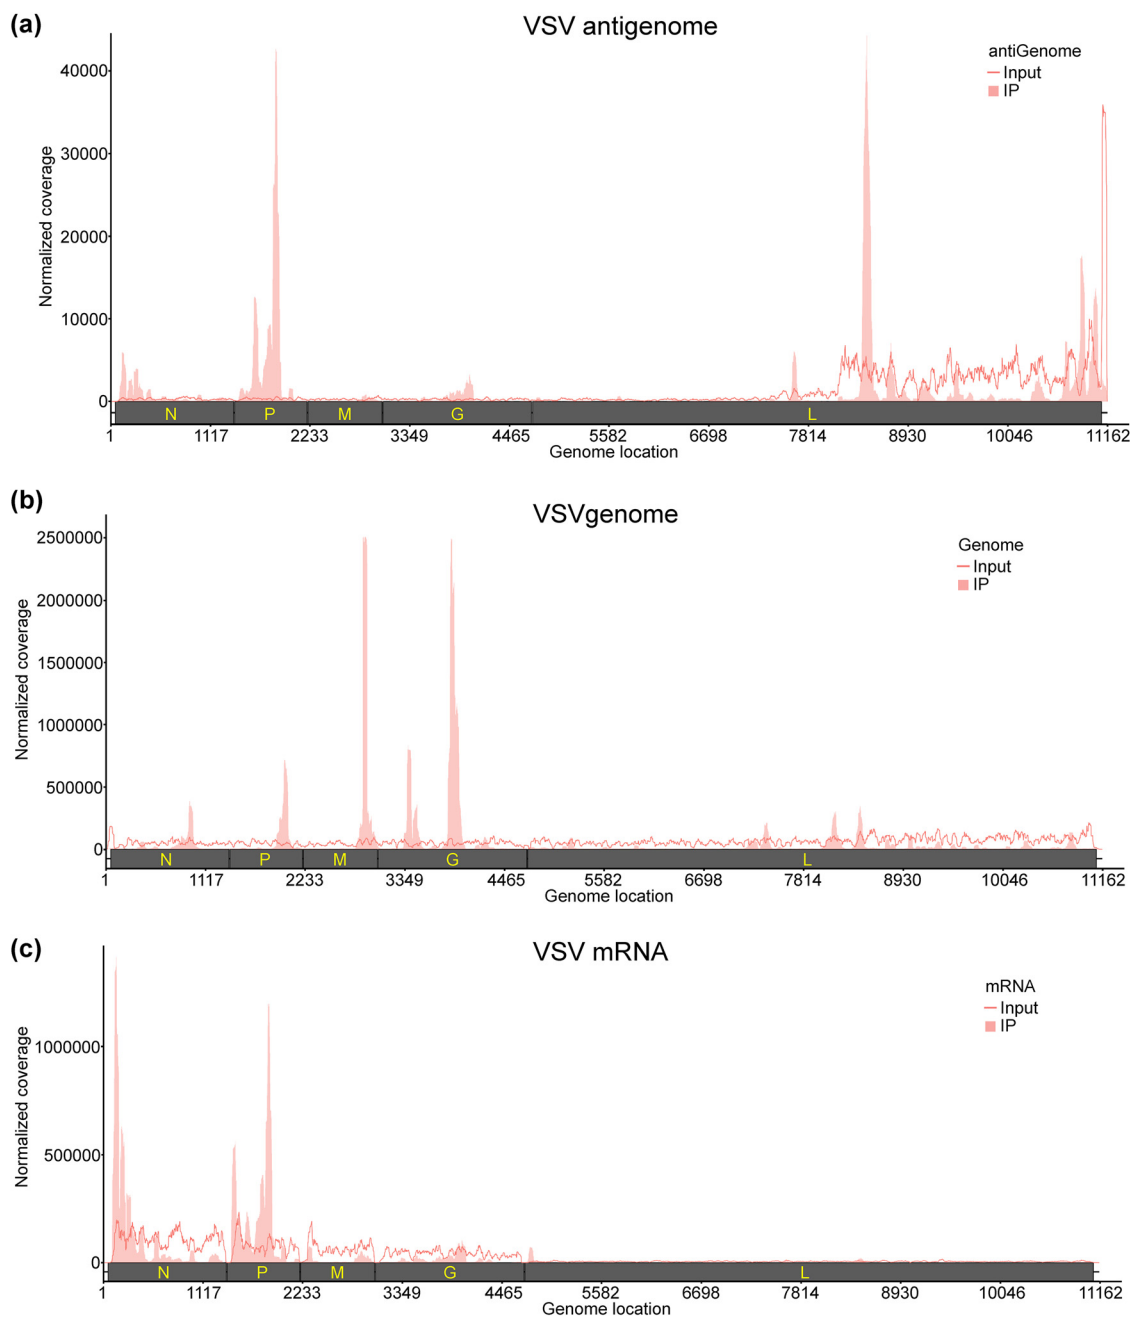 (a)
VSV antigenome
antiGenome
Input
IP
Normalized coverage
40000
30000
20000
10000
0
N P M G L
1 1117 2233 3349 4465 5582 6698 7814 8930 10046 11162
Genome location
(b)
VSVgenome
Genome
Input
IP
Normalized coverage
2500000
2000000
1500000
1000000
500000
0
N P M G L
1 1117 2233 3349 4465 5582 6698 7814 8930 10046 11162
Genome location
(c)
VSV mRNA
mRNA
Input
IP
Normalized coverage
1000000
500000
0
N P M G L
1 1117 2233 3349 4465 5582 6698 7814 8930 10046 11162
Genome location